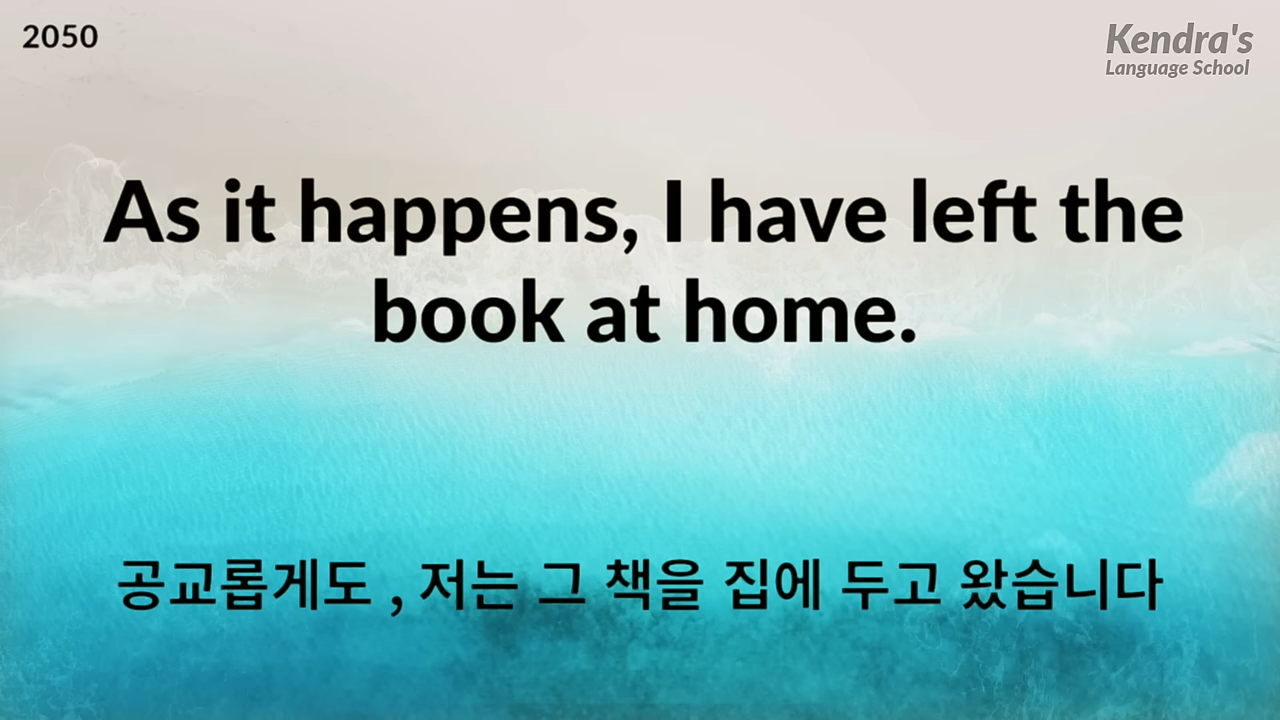 2050
Kendra's
Language School
As it happens, I have left the
book at home.
공교롭게도 , 저는 그 책을 집에 두고 왔습니다